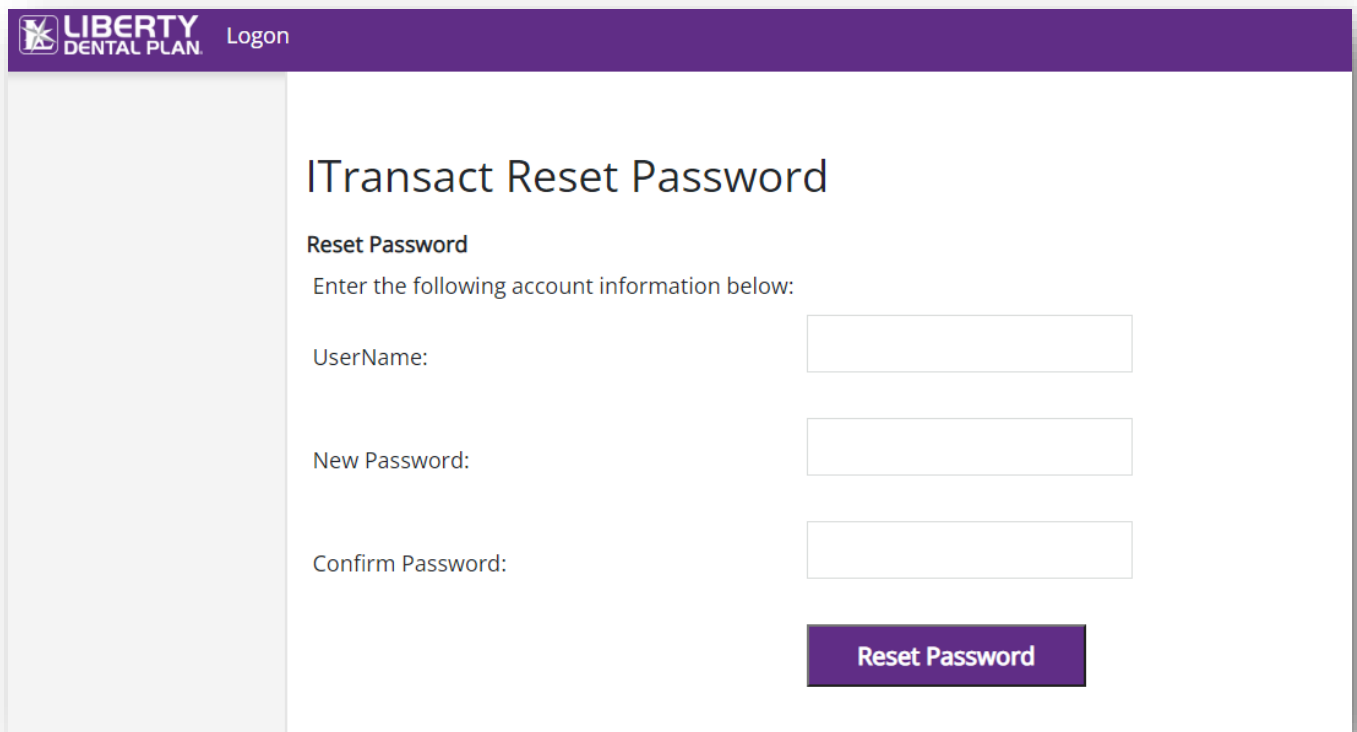 LIBERTY
DENTAL PLAN.
Logon
ITransact Reset Password
Reset Password
Enter the following account information below:
UserName:
New Password:
Confirm Password:
Reset Password